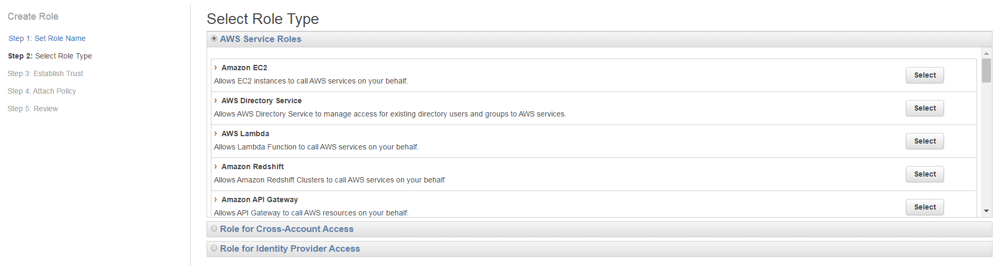 Create Role
Step 1: Set Role Name
Step 2: Select Role Type
Step 3: Establish Trust
Step 4: Attach Policy
Step 5: Review
Select Role Type
AWS Service Roles
› Amazon EC2
Allows EC2 instances to call AWS services on your behalf.
Select
› AWS Directory Service
Allows AWS Directory Service to manage access for existing directory users and groups to AWS services.
Select
› AWS Lambda
Allows Lambda Function to call AWS services on your behalf.
Select
› Amazon Redshift
Allows Amazon Redshift Clusters to call AWS services on your behalf
Select
› Amazon API Gateway
Allows API Gateway to call AWS resources on your behalf.
Select
Role for Cross-Account Access
Role for Identity Provider Access